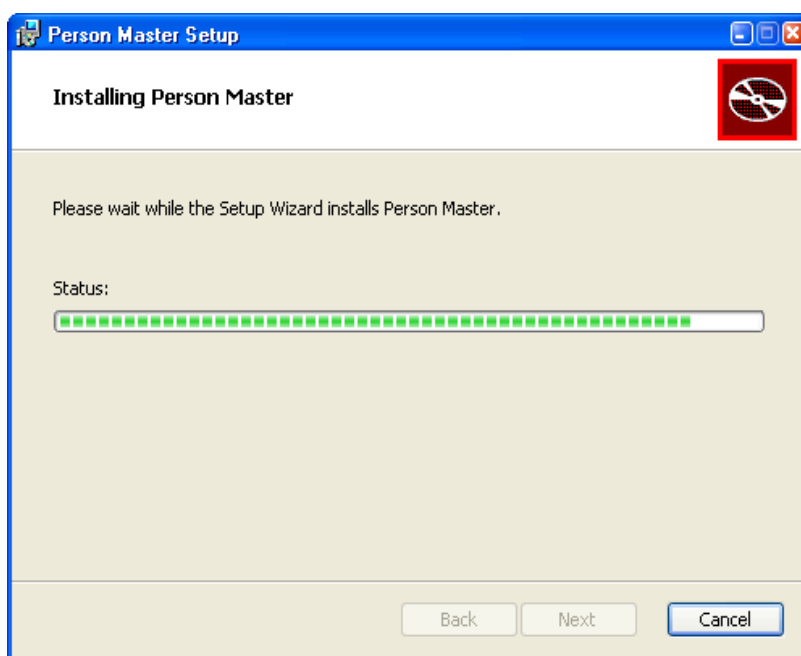 Person Master Setup
Installing Person Master
Please wait while the Setup Wizard installs Person Master.
Status:
Back
Next
Cancel